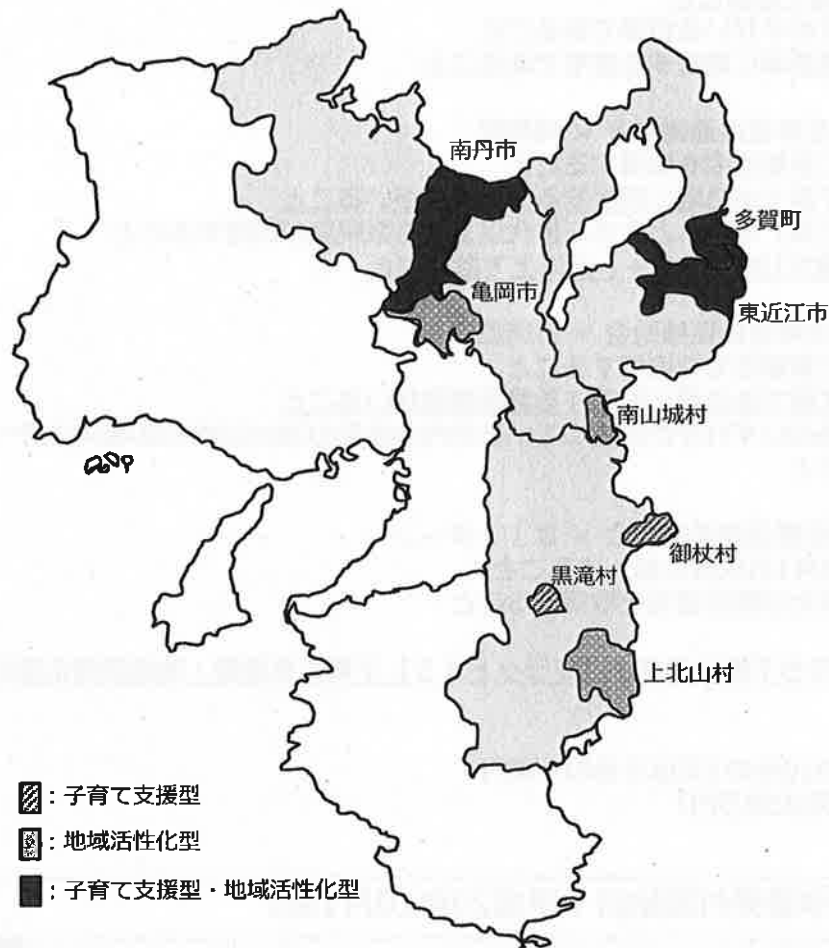 南丹市
多賀町
亀岡市
東近江市
南山城村
御杖村
黒滝村
上北山村
：子育て支援型
：地域活性化型
：子育て支援型・地域活性化型